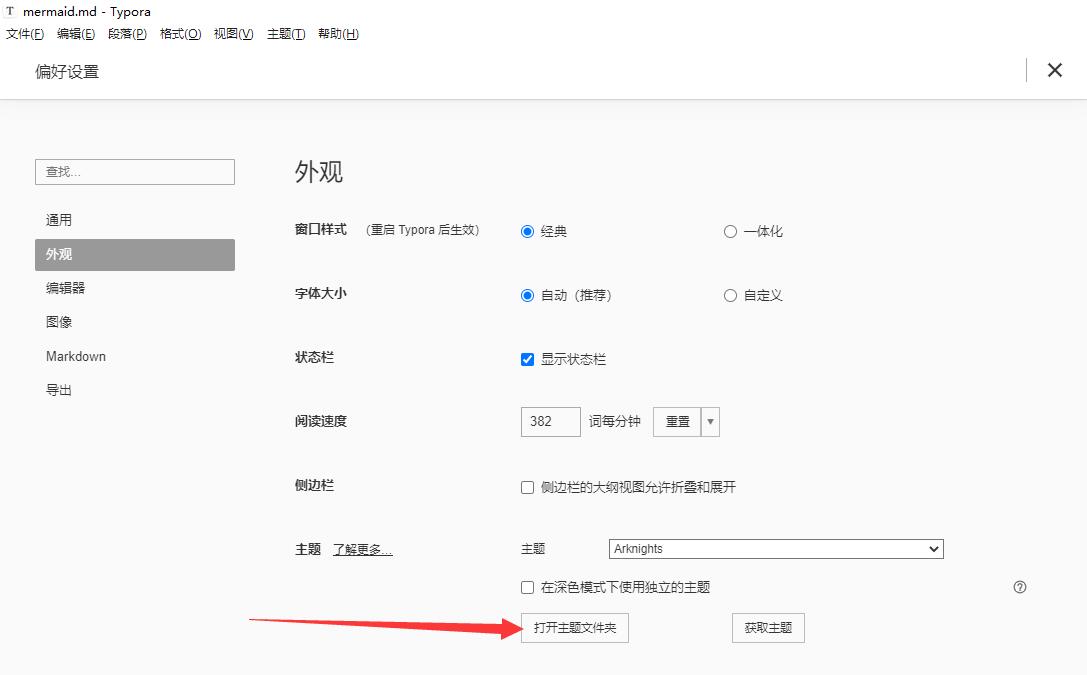 T mermaid.md - Typora
文件(F) 编辑(E) 段落(P) 格式(O) 视图(V) 主题(T) 帮助(H)
偏好设置
查找...
通用
外观
编辑器
图像
Markdown
导出
外观
窗口样式 (重启 Typora 后生效) 经典 一体化
字体大小 自动（推荐） 自定义
状态栏 显示状态栏
阅读速度 382 词每分钟 重置
侧边栏 侧边栏的大纲视图允许折叠和展开
主题 了解更多... 主题 Arknights
在深色模式下使用独立的主题 ?
打开主题文件夹 获取主题